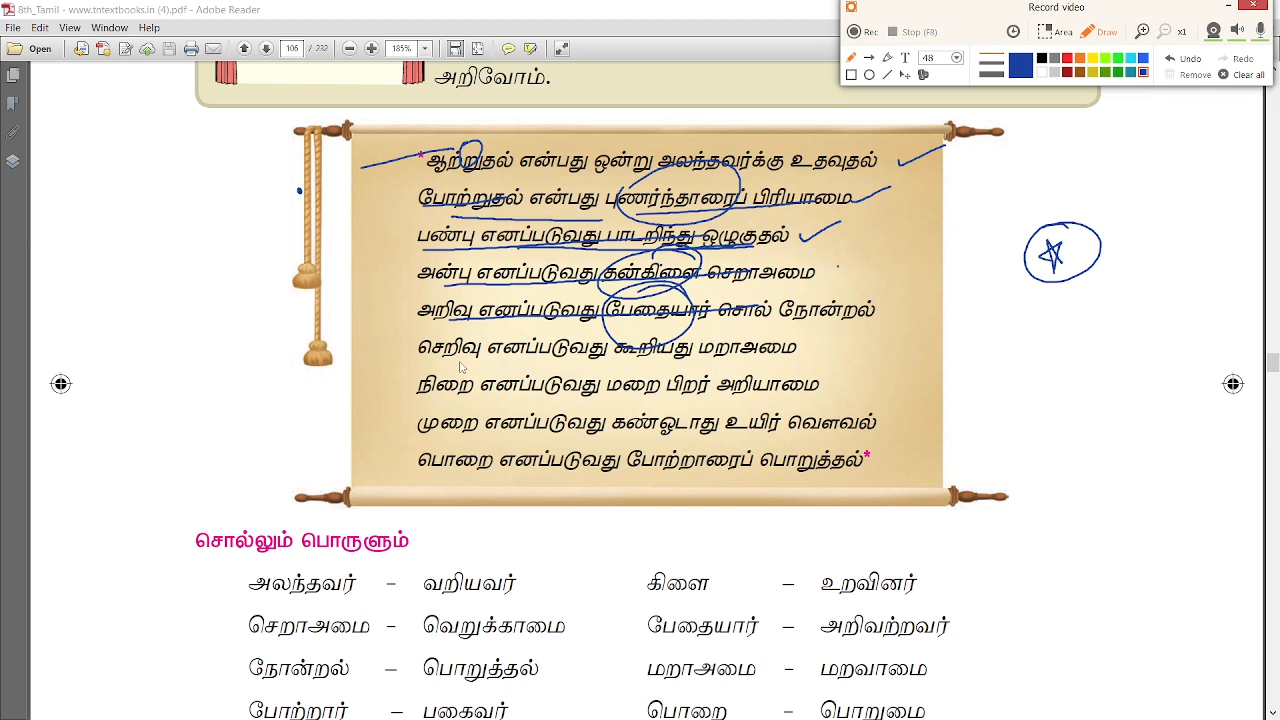 8th_Tamil - www.tntextbooks.in (4).pdf - Adobe Reader
File Edit View Window Help
Open 106 / 232 185%
Record video
Rec Stop (F8) Area Draw x1
T 48 Undo Redo
Remove Clear all
அறிவோம்.
*ஆற்றுதல் என்பது ஒன்று அலந்தவர்க்கு உதவுதல்
போற்றுதல் என்பது புணர்ந்தாரைப் பிரியாமை
பண்பு எனப்படுவது பாடறிந்து ஒழுகுதல்
அன்பு எனப்படுவது தன்கிளை செறாஅமை
அறிவு எனப்படுவது பேதையார் சொல் நோன்றல்
செறிவு எனப்படுவது கூறியது மறாஅமை
நிறை எனப்படுவது மறை பிறர் அறியாமை
முறை எனப்படுவது கண்ஓடாது உயிர் வௌவல்
பொறை எனப்படுவது போற்றாரைப் பொறுத்தல்*
சொல்லும் பொருளும்
அலந்தவர் – வறியவர் கிளை – உறவினர்
செறாஅமை – வெறுக்காமை பேதையார் – அறிவற்றவர்
நோன்றல் – பொறுத்தல் மறாஅமை – மறவாமை
போற்றார் – பகைவர் பொறை – பொறுமை